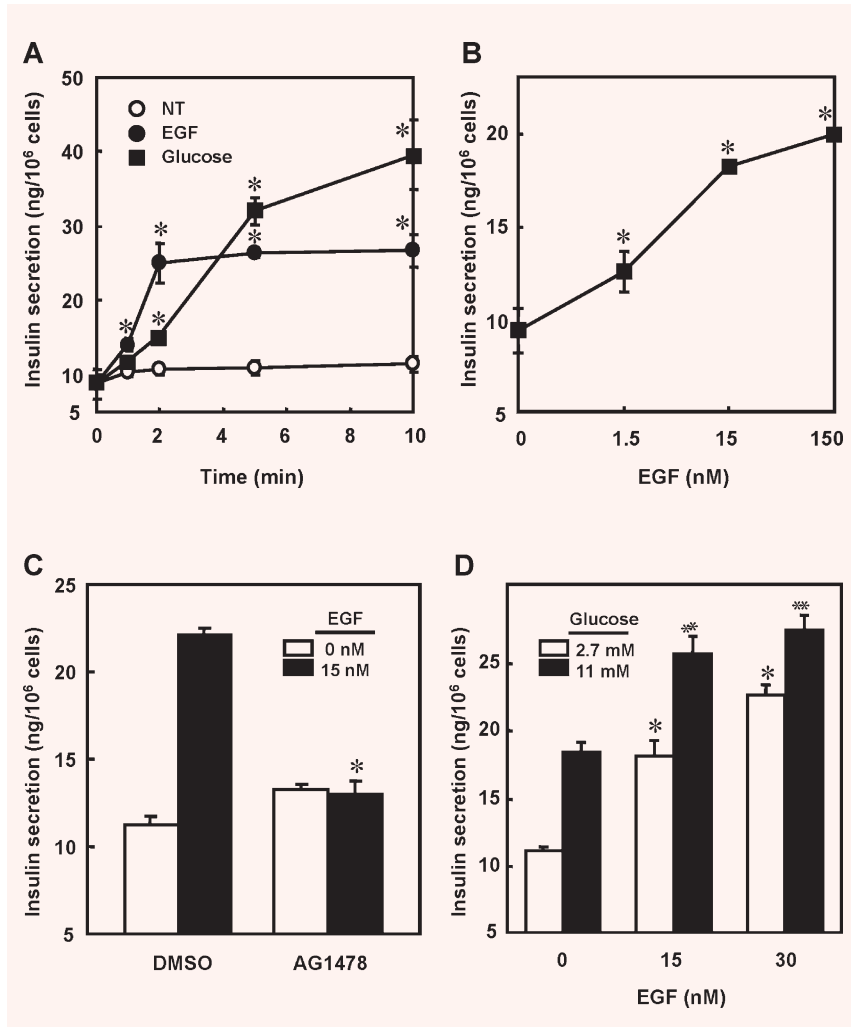 A
Insulin secretion (ng/10⁶ cells)
50
40
30
20
10
5
NT
EGF
Glucose
*
*
*
*
*
*
*
0
2
4
6
8
10
Time (min)
B
Insulin secretion (ng/10⁶ cells)
20
15
10
5
*
*
*
0
1.5
15
150
EGF (nM)
C
Insulin secretion (ng/10⁶ cells)
25
20
15
10
5
EGF
0 nM
15 nM
*
DMSO
AG1478
D
Insulin secretion (ng/10⁶ cells)
25
20
15
10
5
Glucose
2.7 mM
11 mM
*
**
*
**
0
15
30
EGF (nM)